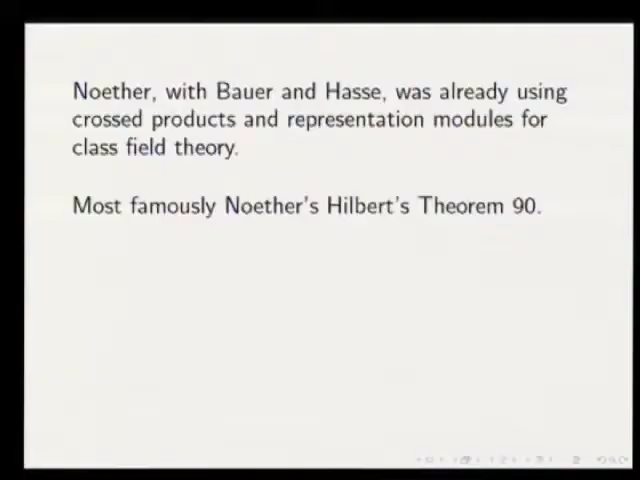 Noether, with Bauer and Hasse, was already using
crossed products and representation modules for
class field theory.
Most famously Noether's Hilbert's Theorem 90.